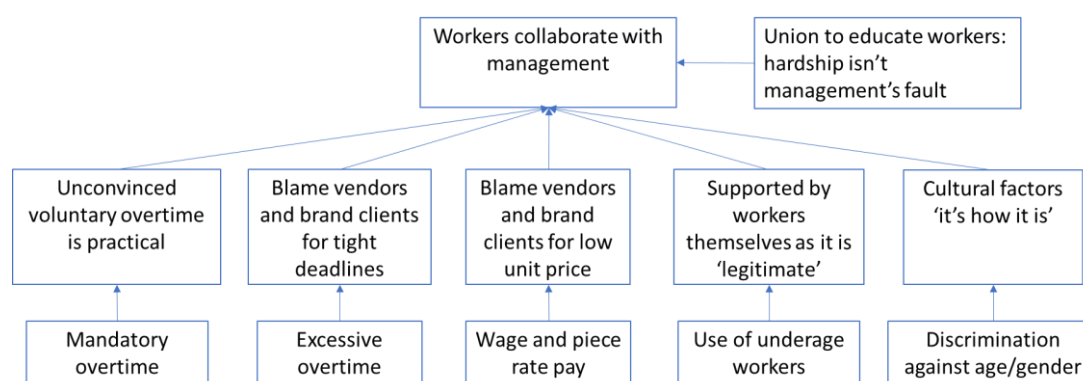 Workers collaborate with
management
Union to educate workers:
hardship isn't
management's fault
Unconvinced
voluntary overtime
is practical
Blame vendors
and brand clients
for tight
deadlines
Blame vendors
and brand
clients for low
unit price
Supported by
workers
themselves as it is
'legitimate'
Cultural factors
'it's how it is'
Mandatory
overtime
Excessive
overtime
Wage and piece
rate pay
Use of underage
workers
Discrimination
against age/gender